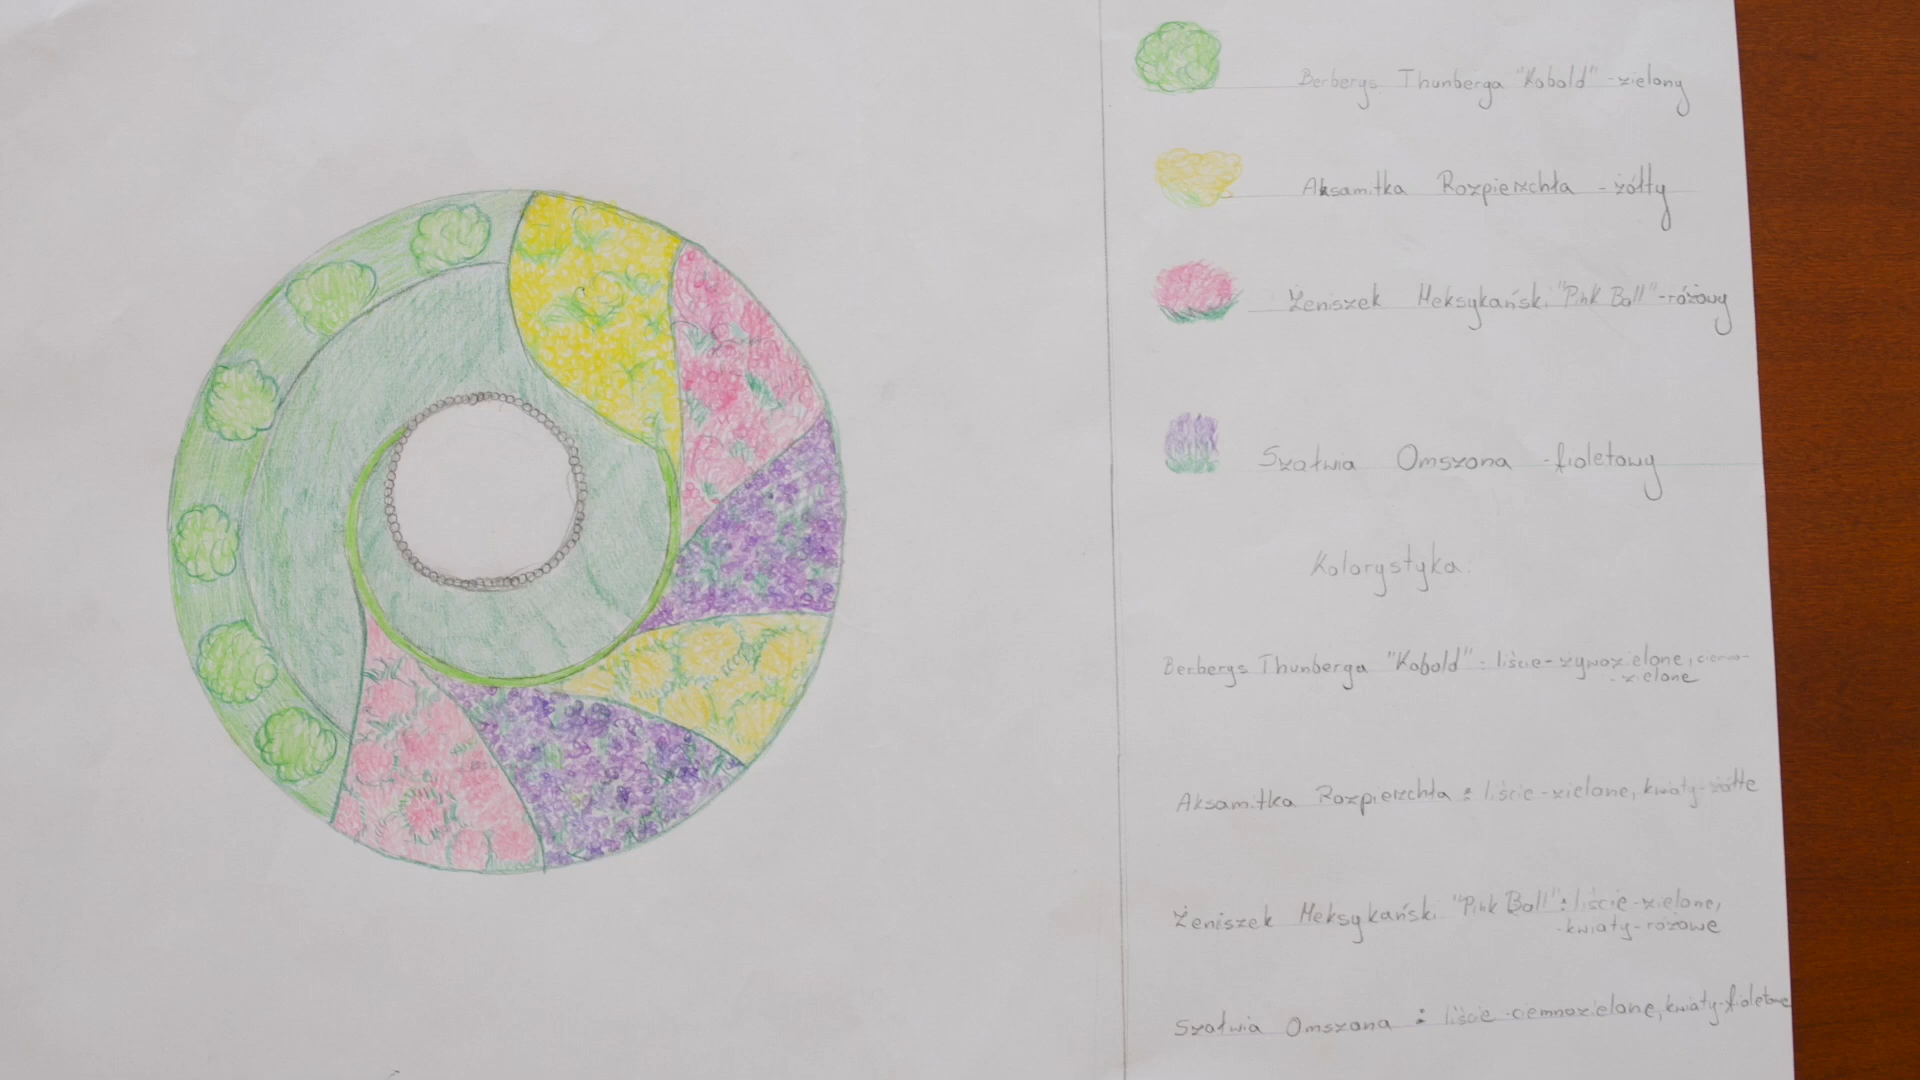 Berberys Thunberga "Kobold" - zielony
Aksamitka Rozpierzchła - żółty
Żeniszek Meksykański "Pink Ball" - różowy
Szałwia Omszona - fioletowy
Kolorystyka.
Berberys Thunberga "Kobold" - liście - żywozielone, ciemno-
- zielone
Aksamitka Rozpierzchła : liście - zielone, kwiaty - żółte
Żeniszek Meksykański "Pink Ball" : liście - zielone,
- kwiaty - różowe
Szałwia Omszona : liście - ciemnozielone, kwiaty - fioletowe